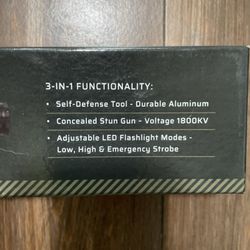 3-IN-1 FUNCTIONALITY:
• Self-Defense Tool - Durable Aluminum
• Concealed Stun Gun - Voltage 1800KV
• Adjustable LED Flashlight Modes -
Low, High & Emergency Strobe